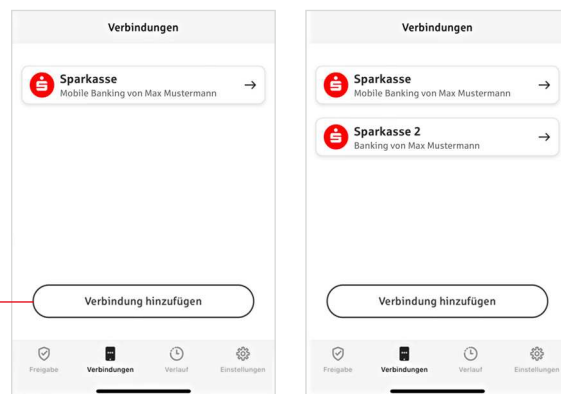 Verbindungen
Sparkasse
Mobile Banking von Max Mustermann
Verbindung hinzufügen
Freigabe Verbindungen Verlauf Einstellungen
Verbindungen
Sparkasse
Mobile Banking von Max Mustermann
Sparkasse 2
Banking von Max Mustermann
Verbindung hinzufügen
Freigabe Verbindungen Verlauf Einstellungen